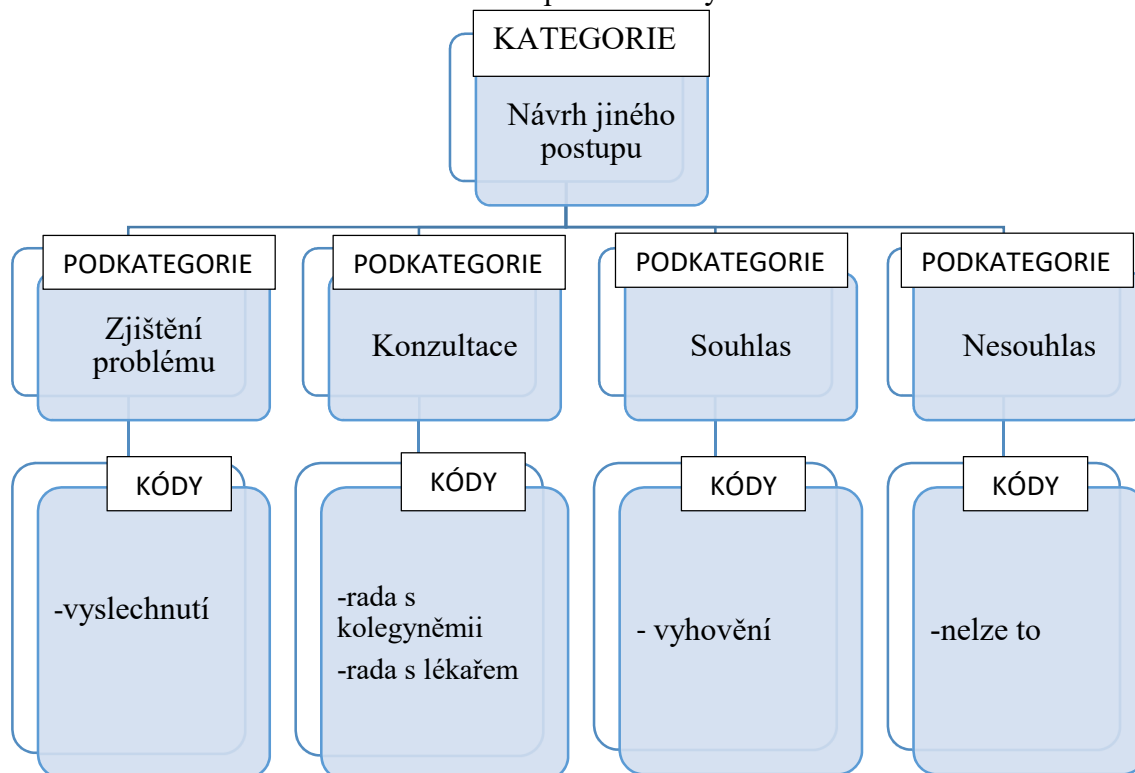 KATEGORIE
Návrh jiného
postupu
PODKATEGORIE
PODKATEGORIE
PODKATEGORIE
PODKATEGORIE
Zjištění
problému
Konzultace
Souhlas
Nesouhlas
KÓDY
KÓDY
KÓDY
KÓDY
-vyslechnutí
-rada s
kolegyněmii
-rada s lékařem
- vyhovění
-nelze to